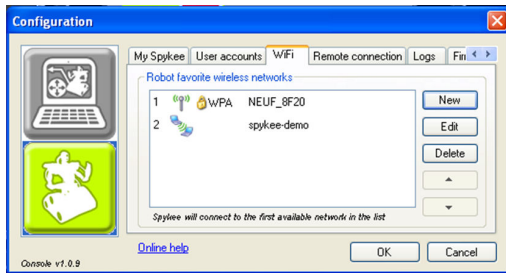 Configuration
My Spykee User accounts WiFi Remote connection Logs
Robot favorite wireless networks
1 WPA NEUF_8F20
2 spykee-demo
New
Edit
Delete
Spykee will connect to the first available network in the list
Online help
OK Cancel
Console v1.0.9